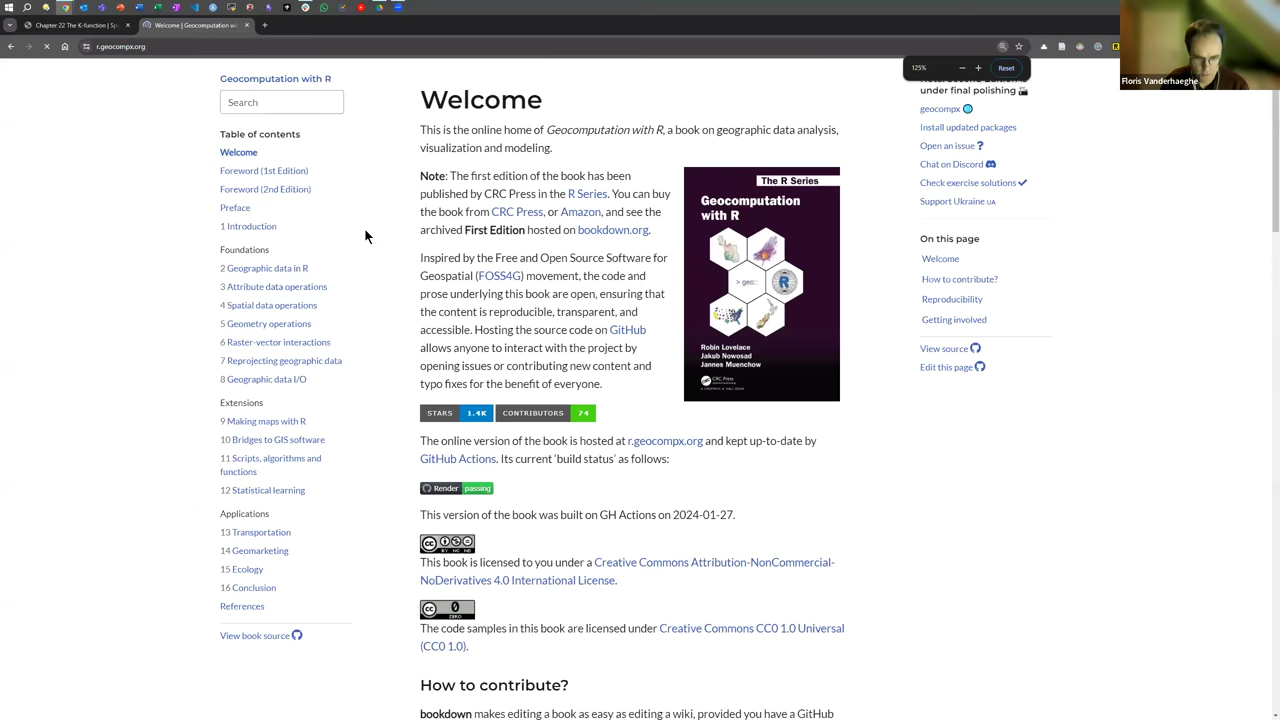 Chapter 22 The K-function | Sp
Welcome | Geocomputation wi
r.geocompx.org
125%
Reset
Floris Vanderhaeghe
Geocomputation with R
Search
Table of contents
Welcome
Foreword (1st Edition)
Foreword (2nd Edition)
Preface
1 Introduction
Foundations
2 Geographic data in R
3 Attribute data operations
4 Spatial data operations
5 Geometry operations
6 Raster-vector interactions
7 Reprojecting geographic data
8 Geographic data I/O
Extensions
9 Making maps with R
10 Bridges to GIS software
11 Scripts, algorithms and
functions
12 Statistical learning
Applications
13 Transportation
14 Geomarketing
15 Ecology
16 Conclusion
References
View book source
Welcome
This is the online home of Geocomputation with R, a book on geographic data analysis,
visualization and modeling.
Note: The first edition of the book has been
published by CRC Press in the R Series. You can buy
the book from CRC Press, or Amazon, and see the
archived First Edition hosted on bookdown.org.
Inspired by the Free and Open Source Software for
Geospatial (FOSS4G) movement, the code and
prose underlying this book are open, ensuring that
the content is reproducible, transparent, and
accessible. Hosting the source code on GitHub
allows anyone to interact with the project by
opening issues or contributing new content and
typo fixes for the benefit of everyone.
The R Series
Geocomputation
with R
> geo::
R
Robin Lovelace
Jakub Nowosad
Jannes Muenchow
CRC Press
STARS 1.4K CONTRIBUTORS 74
The online version of the book is hosted at r.geocompx.org and kept up-to-date by
GitHub Actions. Its current ‘build status’ as follows:
Render passing
This version of the book was built on GH Actions on 2024-01-27.
CC BY NC ND
This book is licensed to you under a Creative Commons Attribution-NonCommercial-
NoDerivatives 4.0 International License.
CC 0 ZERO
The code samples in this book are licensed under Creative Commons CC0 1.0 Universal
(CC0 1.0).
How to contribute?
bookdown makes editing a book as easy as editing a wiki, provided you have a GitHub
under final polishing
geocompx
Install updated packages
Open an issue ?
Chat on Discord
Check exercise solutions
Support Ukraine UA
On this page
Welcome
How to contribute?
Reproducibility
Getting involved
View source
Edit this page